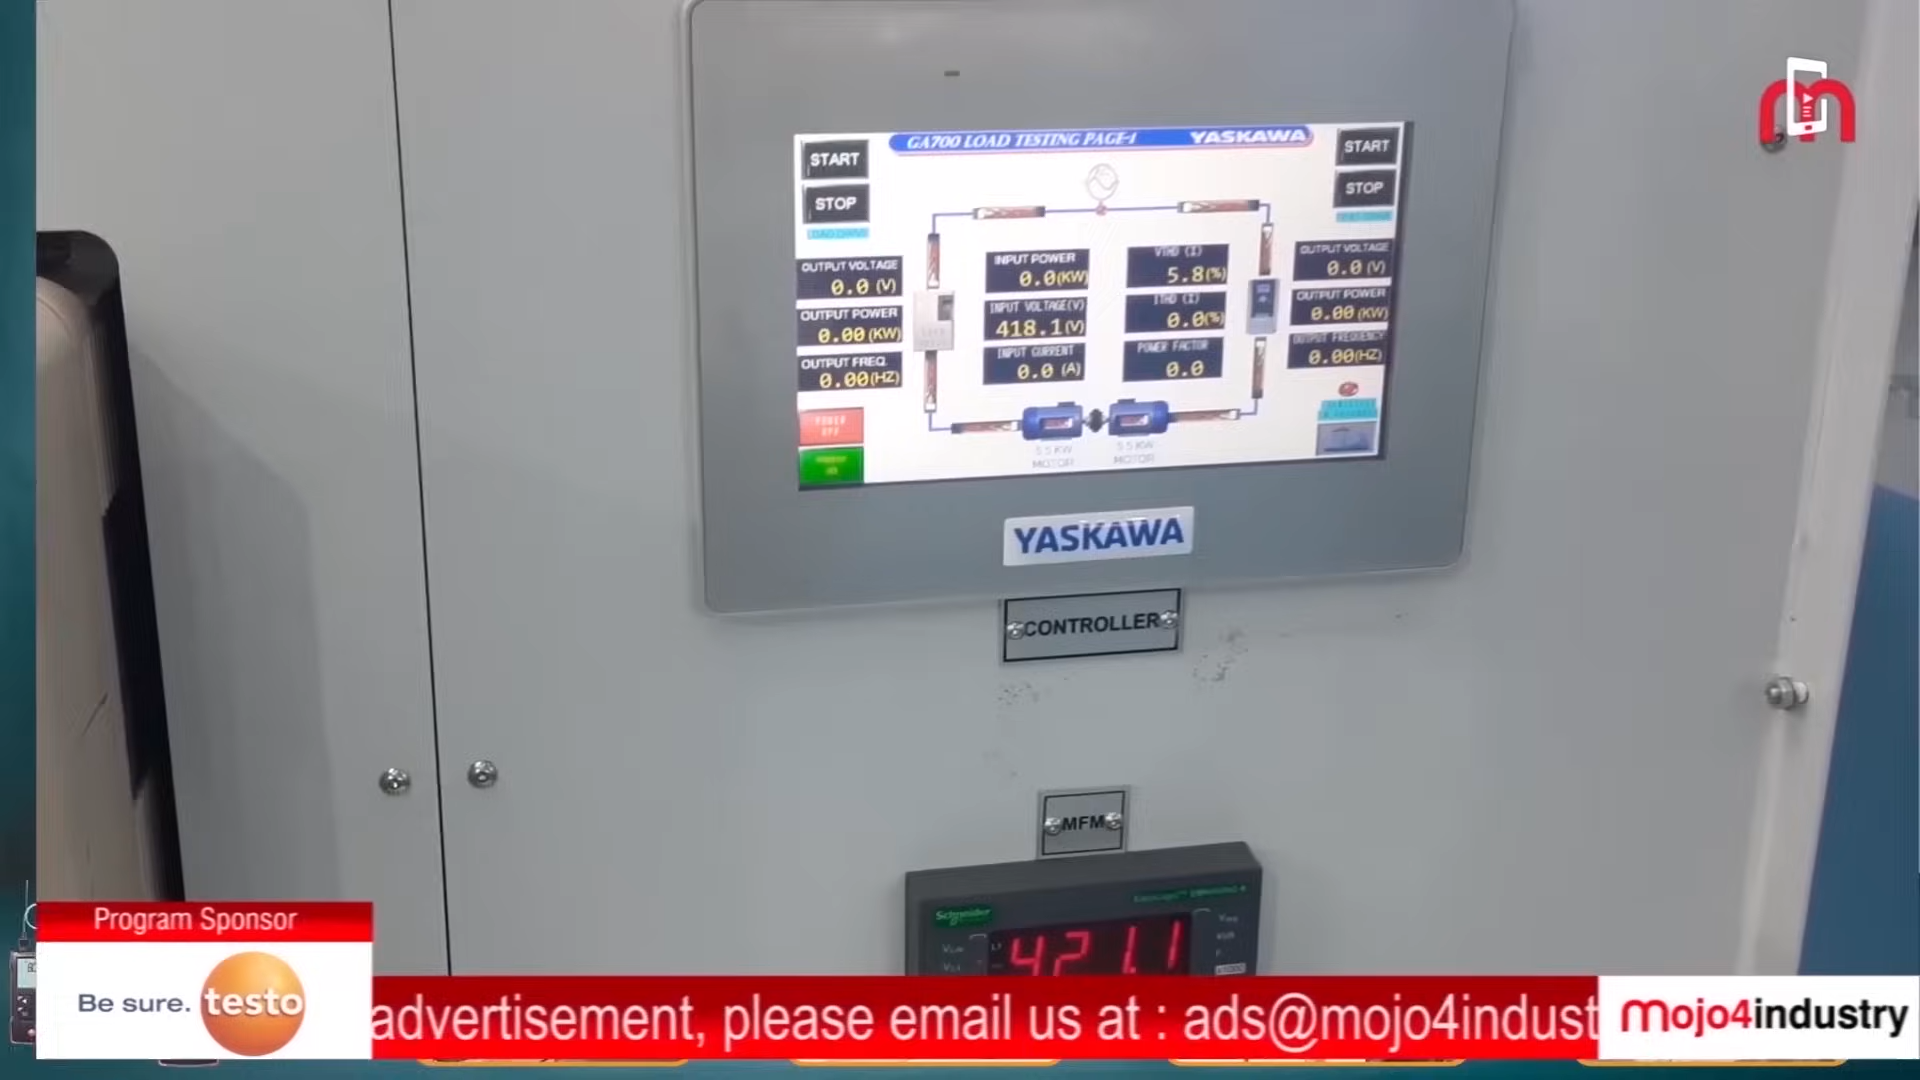 GA700 LOAD TESTING PAGE-1
YASKAWA
START
STOP
START
STOP
OUTPUT VOLTAGE
0.0 (V)
OUTPUT POWER
0.00 (KW)
OUTPUT FREQ.
0.00 (HZ)
INPUT POWER
0.0 (KW)
INPUT VOLTAGE(V)
418.1 (V)
INPUT CURRENT
0.0 (A)
VTHD (I)
5.8 (%)
ITHD (I)
0.0 (%)
POWER FACTOR
0.0
OUTPUT VOLTAGE
0.0 (V)
OUTPUT POWER
0.00 (KW)
OUTPUT FREQUENCY
0.00 (HZ)
5.5 KW
MOTOR
5.5 KW
MOTOR
YASKAWA
CONTROLLER
MFM
Schneider
421.1
Program Sponsor
Be sure. testo
advertisement, please email us at : ads@mojo4indust
mojo4industry